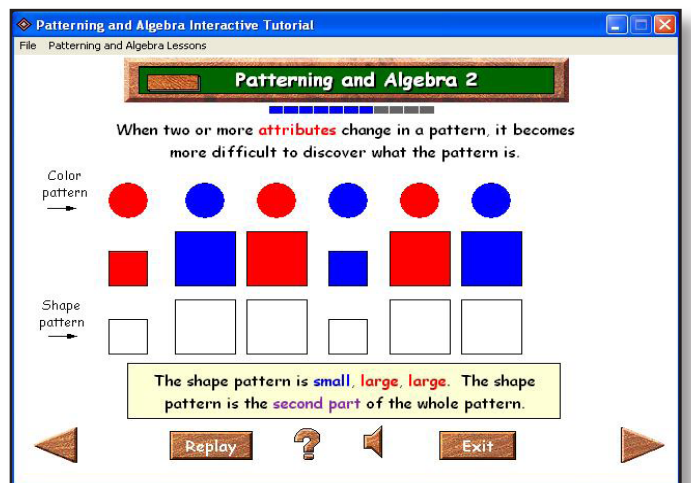 Patterning and Algebra Interactive Tutorial
File Patterning and Algebra Lessons
Patterning and Algebra 2
When two or more attributes change in a pattern, it becomes
more difficult to discover what the pattern is.
Color
pattern
Shape
pattern
The shape pattern is small, large, large. The shape
pattern is the second part of the whole pattern.
Replay
?
Exit